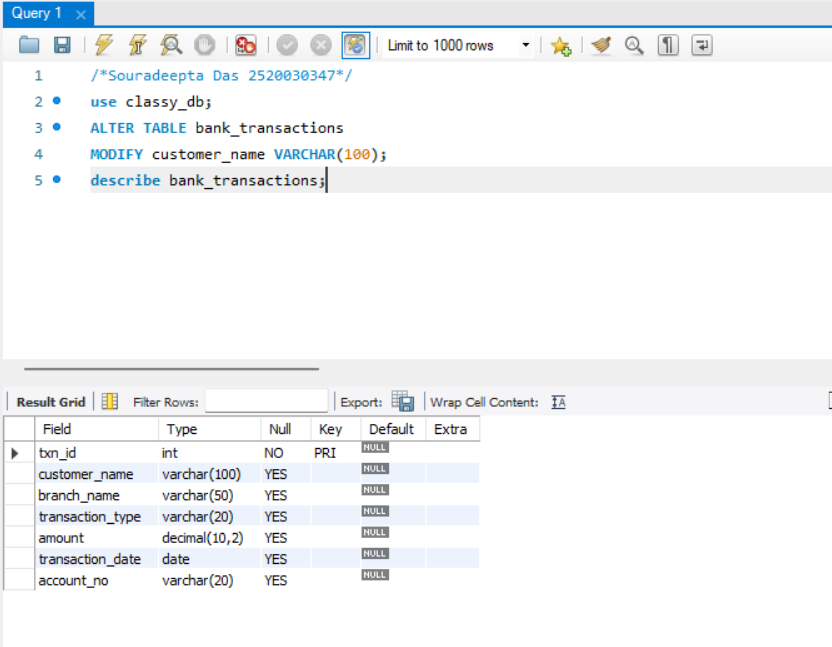 Query 1
Limit to 1000 rows
1 /*Souradeepta Das 2520030347*/
2 use classy_db;
3 ALTER TABLE bank_transactions
4 MODIFY customer_name VARCHAR(100);
5 describe bank_transactions;
Result Grid Filter Rows: Export: Wrap Cell Content: IA
Field Type Null Key Default Extra
txn_id int NO PRI NULL
customer_name varchar(100) YES NULL
branch_name varchar(50) YES NULL
transaction_type varchar(20) YES NULL
amount decimal(10,2) YES NULL
transaction_date date YES NULL
account_no varchar(20) YES NULL